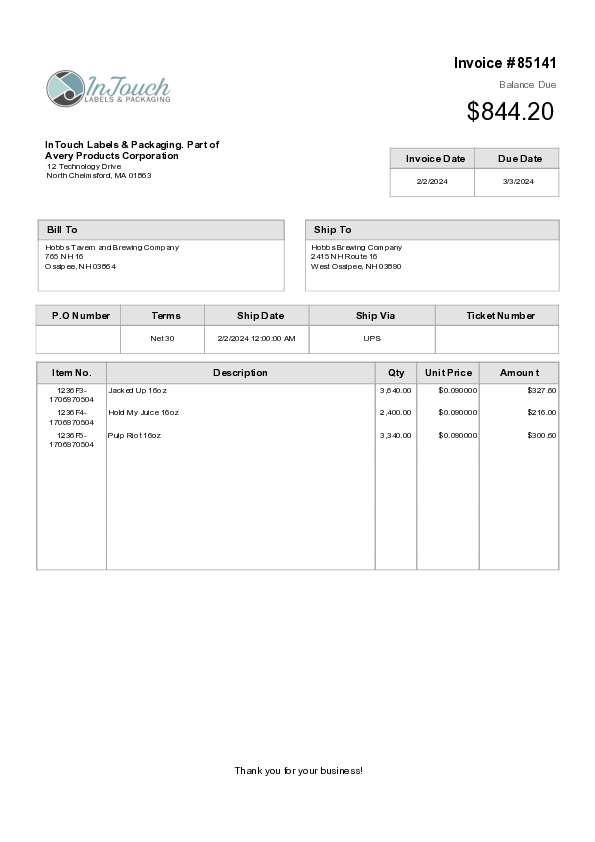 Invoice #85141
Balance Due
$844.20
InTouch
LABELS & PACKAGING
InTouch Labels & Packaging. Part of
Avery Products Corporation
12 Technology Drive
North Chelmsford, MA 01863
Invoice Date Due Date
2/2/2024 3/3/2024
Bill To
Hobbs Tavern and Brewing Company
765 NH 16
Ossipee, NH 03864
Ship To
Hobbs Brewing Company
2415 NH Route 16
West Ossipee, NH 03890
P.O Number Terms Ship Date Ship Via Ticket Number
Net 30 2/2/2024 12:00:00 AM UPS
Item No. Description Qty Unit Price Amount
1236F3- Jacked Up 16oz 3,640.00 $0.090000 $327.60
1706970504
1236F4- Hold My Juice 16oz 2,400.00 $0.090000 $216.00
1706970504
1236F5- Pulp Riot 16oz 3,340.00 $0.090000 $300.60
1706970504
Thank you for your business!